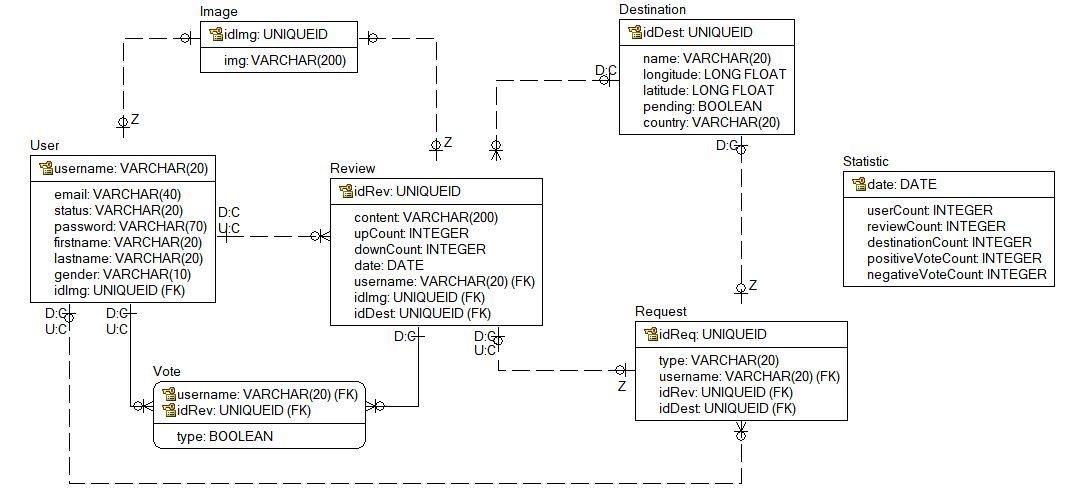 Image
idImg: UNIQUEID
img: VARCHAR(200)
Z
Z
Destination
idDest: UNIQUEID
name: VARCHAR(20)
longitude: LONG FLOAT
latitude: LONG FLOAT
pending: BOOLEAN
country: VARCHAR(20)
D:C
D:C
User
username: VARCHAR(20)
email: VARCHAR(40)
status: VARCHAR(20)
password: VARCHAR(70)
firstname: VARCHAR(20)
lastname: VARCHAR(20)
gender: VARCHAR(10)
idImg: UNIQUEID (FK)
D:C
U:C
Review
idRev: UNIQUEID
content: VARCHAR(200)
upCount: INTEGER
downCount: INTEGER
date: DATE
username: VARCHAR(20) (FK)
idImg: UNIQUEID (FK)
idDest: UNIQUEID (FK)
Statistic
date: DATE
userCount: INTEGER
reviewCount: INTEGER
destinationCount: INTEGER
positiveVoteCount: INTEGER
negativeVoteCount: INTEGER
Z
D:C
U:C
D:C
U:C
D:C
D:C
U:C
Z
Request
idReq: UNIQUEID
type: VARCHAR(20)
username: VARCHAR(20) (FK)
idRev: UNIQUEID (FK)
idDest: UNIQUEID (FK)
Vote
username: VARCHAR(20) (FK)
idRev: UNIQUEID (FK)
type: BOOLEAN